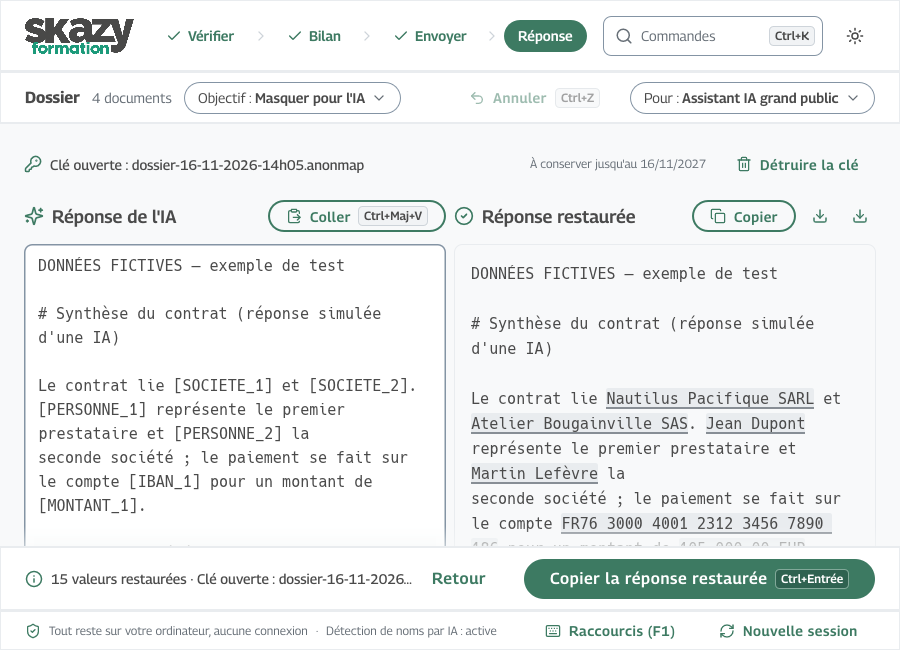 skazy
formation
Vérifier
Bilan
Envoyer
Réponse
Commandes
Ctrl+K
Dossier
4 documents
Objectif : Masquer pour l'IA
Annuler
Ctrl+Z
Pour : Assistant IA grand public
Clé ouverte : dossier-16-11-2026-14h05.anonmap
À conserver jusqu'au 16/11/2027
Détruire la clé
Réponse de l'IA
Coller
Ctrl+Maj+V
Réponse restaurée
Copier
DONNÉES FICTIVES — exemple de test
# Synthèse du contrat (réponse simulée
d'une IA)
Le contrat lie [SOCIETE_1] et [SOCIETE_2].
[PERSONNE_1] représente le premier
prestataire et [PERSONNE_2] la
seconde société ; le paiement se fait sur
le compte [IBAN_1] pour un montant de
[MONTANT_1].
DONNÉES FICTIVES — exemple de test
# Synthèse du contrat (réponse simulée
d'une IA)
Le contrat lie Nautilus Pacifique SARL et
Atelier Bougainville SAS. Jean Dupont
représente le premier prestataire et
Martin Lefèvre la
seconde société ; le paiement se fait sur
le compte FR76 3000 4001 2312 3456 7890
pour un montant de
15 valeurs restaurées · Clé ouverte : dossier-16-11-2026...
Retour
Copier la réponse restaurée
Ctrl+Entrée
Tout reste sur votre ordinateur, aucune connexion · Détection de noms par IA : active
Raccourcis (F1)
Nouvelle session